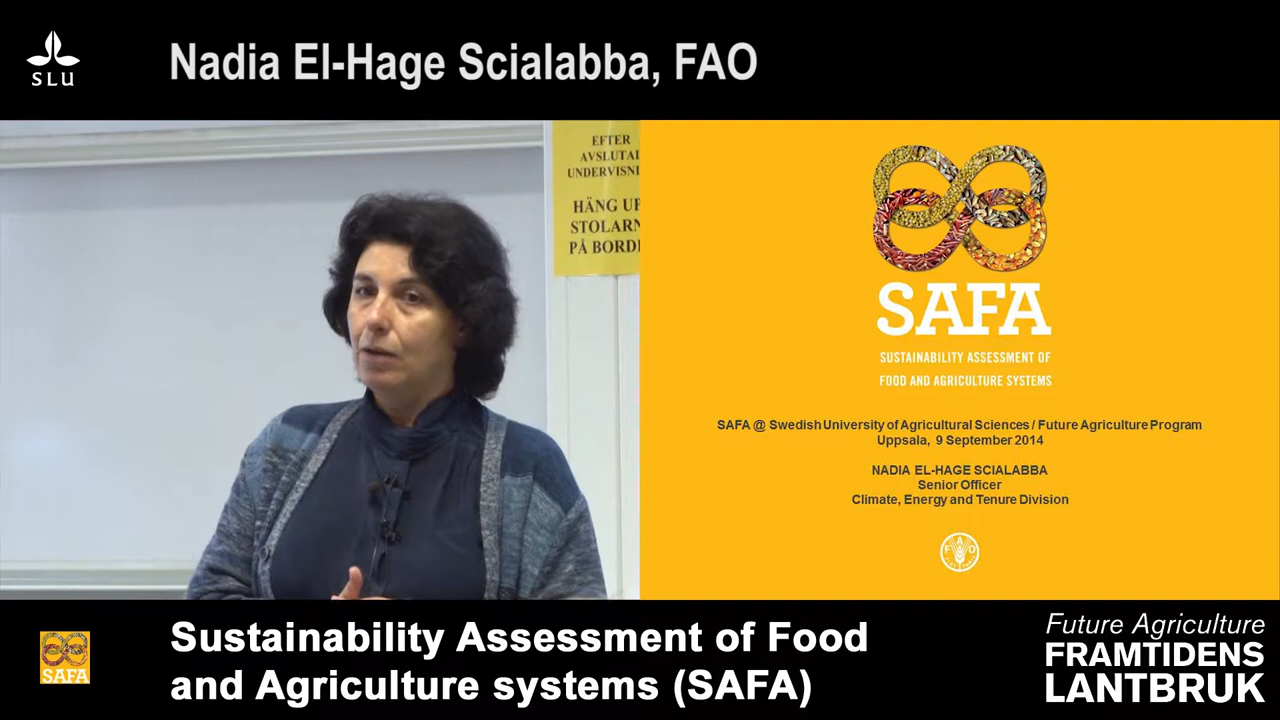 SLU
Nadia El-Hage Scialabba, FAO
EFTER
AVSLUTAD
UNDERVISNI
HÄNG UP
STOLARN
PÅ BORDE
SAFA
SUSTAINABILITY ASSESSMENT OF
FOOD AND AGRICULTURE SYSTEMS
SAFA @ Swedish University of Agricultural Sciences / Future Agriculture Program
Uppsala, 9 September 2014
NADIA EL-HAGE SCIALABBA
Senior Officer
Climate, Energy and Tenure Division
FAO
SAFA
Sustainability Assessment of Food
and Agriculture systems (SAFA)
Future Agriculture
FRAMTIDENS
LANTBRUK